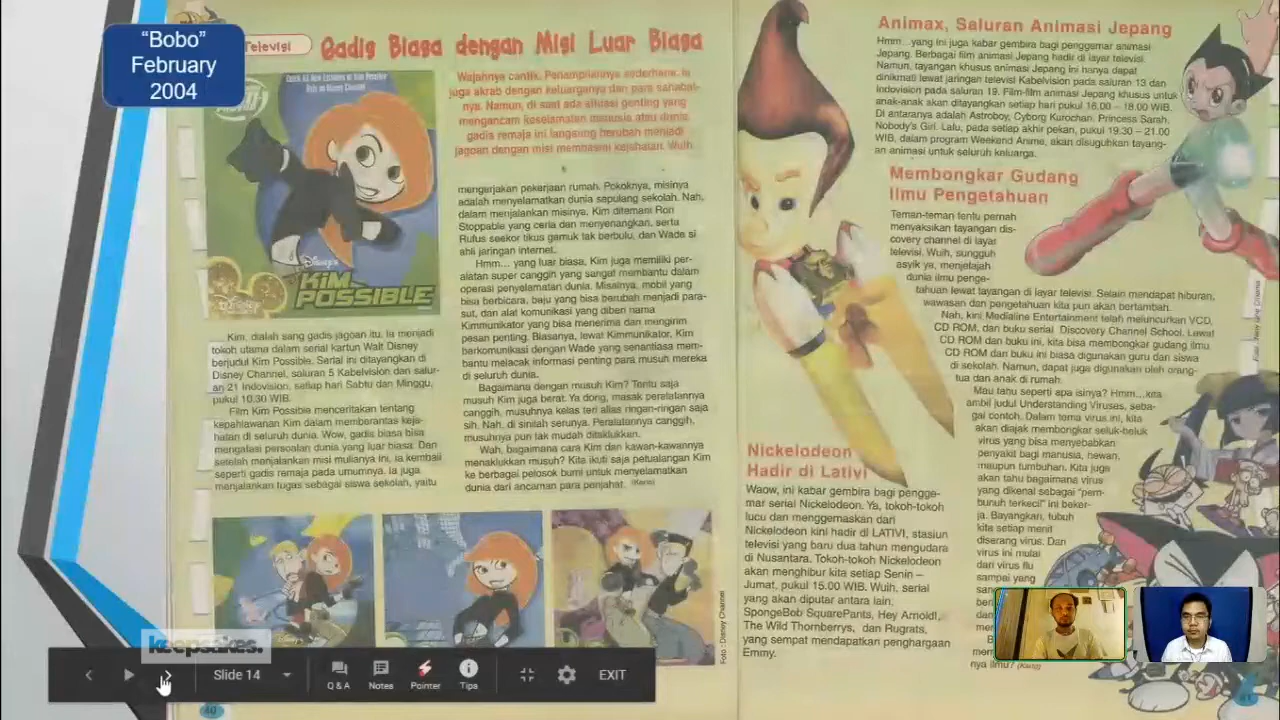 “Bobo”
February
2004
Televisi
Gadis Biasa dengan Misi Luar Biasa
Wajahnya cantik. Penampilannya sederhana. Ia
juga akrab dengan keluarganya dan para sahabat-
nya. Namun, di saat ada situasi genting yang
mengancam keselamatan manusia atau dunia,
gadis remaja ini langsung berubah menjadi
jagoan dengan misi membasmi kejahatan. Wuih.
Disney's
KIM
POSSIBLE
Kim, dialah sang gadis jagoan itu. Ia menjadi
tokoh utama dalam serial kartun Walt Disney
berjudul Kim Possible. Serial ini ditayangkan di
Disney Channel, saluran 5 Kabelvision dan salur-
an 21 Indovision, setiap hari Sabtu dan Minggu,
pukul 10.30 WIB.
Film Kim Possible menceritakan tentang
kepahlawanan Kim dalam memberantas keja-
hatan di seluruh dunia. Wow, gadis biasa bisa
mengatasi persoalan dunia yang luar biasa. Dan
setelah menjalankan misi mulianya ini, ia kembali
seperti gadis remaja pada umumnya. Ia juga
menjalankan tugas sebagai siswa sekolah, yaitu
mengerjakan pekerjaan rumah. Pokoknya, misinya
adalah menyelamatkan dunia sepulang sekolah. Nah,
dalam menjalankan misinya, Kim ditemani Ron
Stoppable yang ceria dan menyenangkan, serta
Rufus seekor tikus gemuk tak berbulu, dan Wade si
ahli jaringan internet.
Hmm... yang luar biasa, Kim juga memiliki per-
alatan super canggih yang sangat membantu dalam
operasi penyelamatan dunia. Misalnya, mobil yang
bisa berbicara, baju yang bisa berubah menjadi para-
sut, dan alat komunikasi yang diberi nama
Kimmunikator yang bisa menerima dan mengirim
pesan penting. Biasanya, lewat Kimmunikator, Kim
berkomunikasi dengan Wade yang senantiasa mem-
bantu melacak informasi penting para musuh mereka
di seluruh dunia.
Bagaimana dengan musuh Kim? Tentu saja
musuh Kim juga berat. Ya dong, masak peralatannya
canggih, musuhnya kelas teri alias ringan-ringan saja
sih. Nah, di sinilah serunya. Peralatannya canggih,
musuhnya pun tak mudah ditaklukkan.
Wah, bagaimana cara Kim dan kawan-kawannya
menaklukkan musuh? Kita ikuti saja petualangan Kim
ke berbagai pelosok bumi untuk menyelamatkan
dunia dari ancaman para penjahat.
Foto : Disney Channel
Nickelodeon
Hadir di Lativi
Waow, ini kabar gembira bagi pengge-
mar serial Nickelodeon. Ya, tokoh-tokoh
lucu dan menggemaskan dari
Nickelodeon kini hadir di LATIVI, stasiun
televisi yang baru dua tahun mengudara
di Nusantara. Tokoh-tokoh Nickelodeon
akan menghibur kita setiap Senin –
Jumat, pukul 15.00 WIB. Wuih, serial
yang akan diputar antara lain,
SpongeBob SquarePants, Hey Arnold!,
The Wild Thornberrys, dan Rugrats,
yang sempat mendapatkan penghargaan
Emmy.
Animax, Saluran Animasi Jepang
Hmm...yang ini juga kabar gembira bagi penggemar animasi
Jepang. Berbagai film animasi Jepang hadir di layar televisi.
Namun, tayangan khusus animasi Jepang ini hanya dapat
dinikmati lewat jaringan televisi Kabelvision pada saluran 13 dan
Indovision pada saluran 19. Film-film animasi Jepang khusus untuk
anak-anak akan ditayangkan setiap hari pukul 16.00 – 18.00 WIB.
Di antaranya adalah Astroboy, Cyborg Kurochan, Princess Sarah,
Nobody's Girl. Lalu, pada setiap akhir pekan, pukul 19.30 – 21.00
WIB, dalam program Weekend Anime, akan disuguhkan tayang-
an animasi untuk seluruh keluarga.
Membongkar Gudang
Ilmu Pengetahuan
Teman-teman tentu pernah
menyaksikan tayangan dis-
covery channel di layar
televisi. Wuih, sungguh
asyik ya, menjelajah
dunia ilmu penge-
tahuan lewat tayangan di layar televisi. Selain mendapat hiburan,
wawasan dan pengetahuan kita pun akan bertambah.
Nah, kini Medialine Entertainment telah meluncurkan VCD,
CD ROM, dan buku serial Discovery Channel School. Lewat
CD ROM dan buku ini, kita bisa membongkar gudang ilmu.
CD ROM dan buku ini bisa digunakan guru dan siswa
di sekolah. Namun, dapat juga digunakan oleh orang-
tua dan anak di rumah.
Mau tahu seperti apa isinya? Hmm...kita
ambil judul Understanding Viruses, seba-
gai contoh. Dalam tema virus ini, kita
akan diajak membongkar seluk-beluk
virus yang bisa menyebabkan
penyakit bagi manusia, hewan,
maupun tumbuhan. Kita juga
akan tahu bagaimana virus
yang dikenal sebagai “pem-
bunuh terkecil” ini beker-
ja. Bayangkan, tubuh
kita setiap menit
diserang virus. Dan
virus ini mulai
dari virus flu
sampai yang
nya ilmu?
keepsakes.
Slide 14
Q & A
Notes
Pointer
Tips
EXIT
40
41